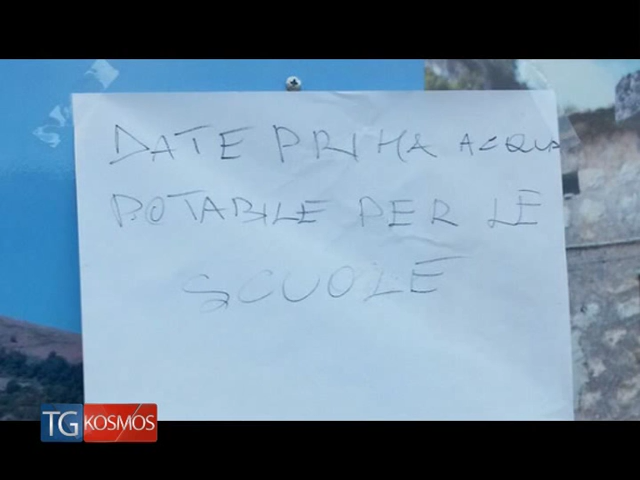 DATE PRIMA ACQUA
POTABILE PER LE
SCUOLE
TG KOSMOS